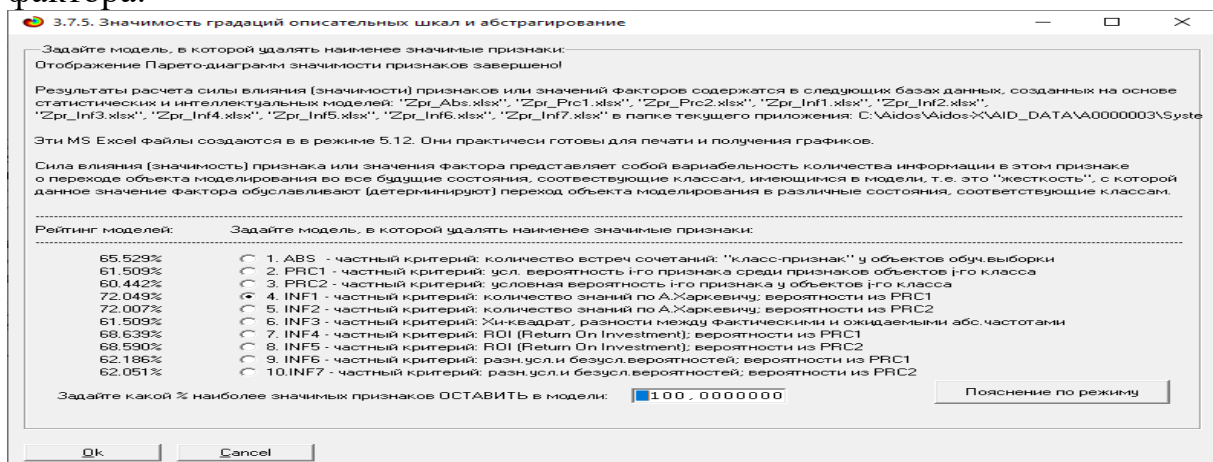 фактора.
3.7.5. Значимость градаций описательных шкал и абстрагирование
Задайте модель, в которой удалять наименее значимые признаки:
Отображение Парето-диаграмм значимости признаков завершено!
Результаты расчета силы влияния (значимости) признаков или значений факторов содержатся в следующих базах данных, созданных на основе
статистических и интеллектуальных моделей: "Zpr_Abs.xlsx", "Zpr_Prc1.xlsx", "Zpr_Prc2.xlsx", "Zpr_Inf1.xlsx", "Zpr_Inf2.xlsx",
"Zpr_Inf3.xlsx", "Zpr_Inf4.xlsx", "Zpr_Inf5.xlsx", "Zpr_Inf6.xlsx", "Zpr_Inf7.xlsx" в папке текущего приложения: C:\Aidos\Aidos-X\AID_DATA\A0000003\Syste
Эти MS Excel файлы создаются в в режиме 5.12. Они практичеси готовы для печати и получения графиков.
Сила влияния (значимость) признака или значения фактора представляет собой вариабельность количества информации в этом признаке
о переходе объекта моделирования во все будущие состояния, соотвествующие классам, имеющимся в модели, т.е. это "жесткость", с которой
данное значение фактора обуславливают (детерминируют) переход объекта моделирования в различные состояния, соответствующие классам.
Рейтинг моделей: Задайте модель, в которой удалять наименее значимые признаки:
65.529% 1. ABS - частный критерий: количество встреч сочетаний: "класс-признак" у объектов обуч.выборки
61.509% 2. PRC1 - частный критерий: усл. вероятность i-го признака среди признаков объектов j-го класса
60.442% 3. PRC2 - частный критерий: условная вероятность i-го признака у объектов j-го класса
72.049% 4. INF1 - частный критерий: количество знаний по А.Харкевичу; вероятности из PRC1
72.007% 5. INF2 - частный критерий: количество знаний по А.Харкевичу; вероятности из PRC2
61.509% 6. INF3 - частный критерий: Хи-квадрат, разности между фактическими и ожидаемыми абс.частотами
68.639% 7. INF4 - частный критерий: ROI (Return On Investment); вероятности из PRC1
68.590% 8. INF5 - частный критерий: ROI (Return On Investment); вероятности из PRC2
62.186% 9. INF6 - частный критерий: разн.усл.и безусл.вероятностей; вероятности из PRC1
62.051% 10.INF7 - частный критерий: разн.усл.и безусл.вероятностей; вероятности из PRC2
Задайте какой % наиболее значимых признаков ОСТАВИТЬ в модели: 100,0000000 Пояснение по режиму
Ok Cancel